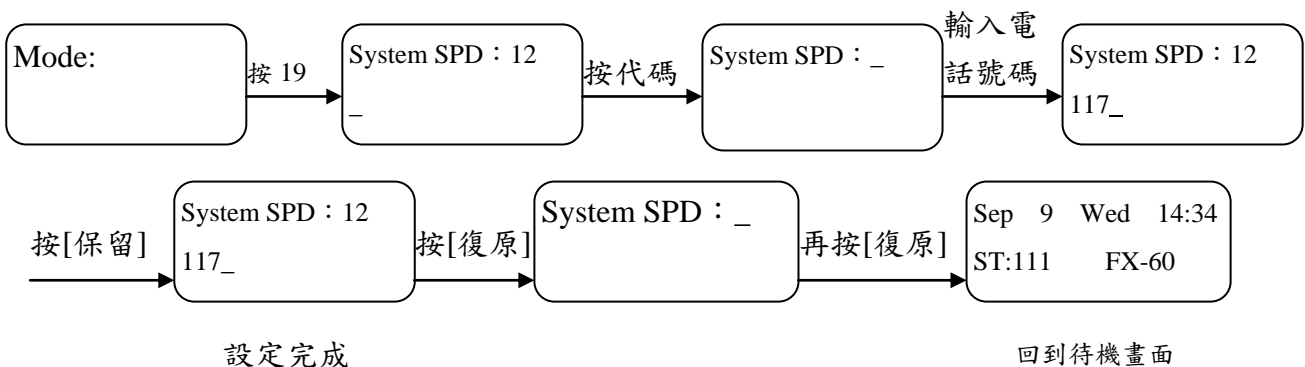 Mode:
按 19
System SPD：12
_
按代碼
System SPD：_
輸入電
話號碼
System SPD：12
117_
按[保留]
System SPD：12
117_
按[復原]
System SPD：_
再按[復原]
Sep 9 Wed 14:34
ST:111 FX-60
設定完成
回到待機畫面